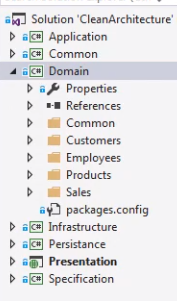 Solution 'CleanArchitecture'
Application
Common
Domain
Properties
References
Common
Customers
Employees
Products
Sales
packages.config
Infrastructure
Persistance
Presentation
Specification